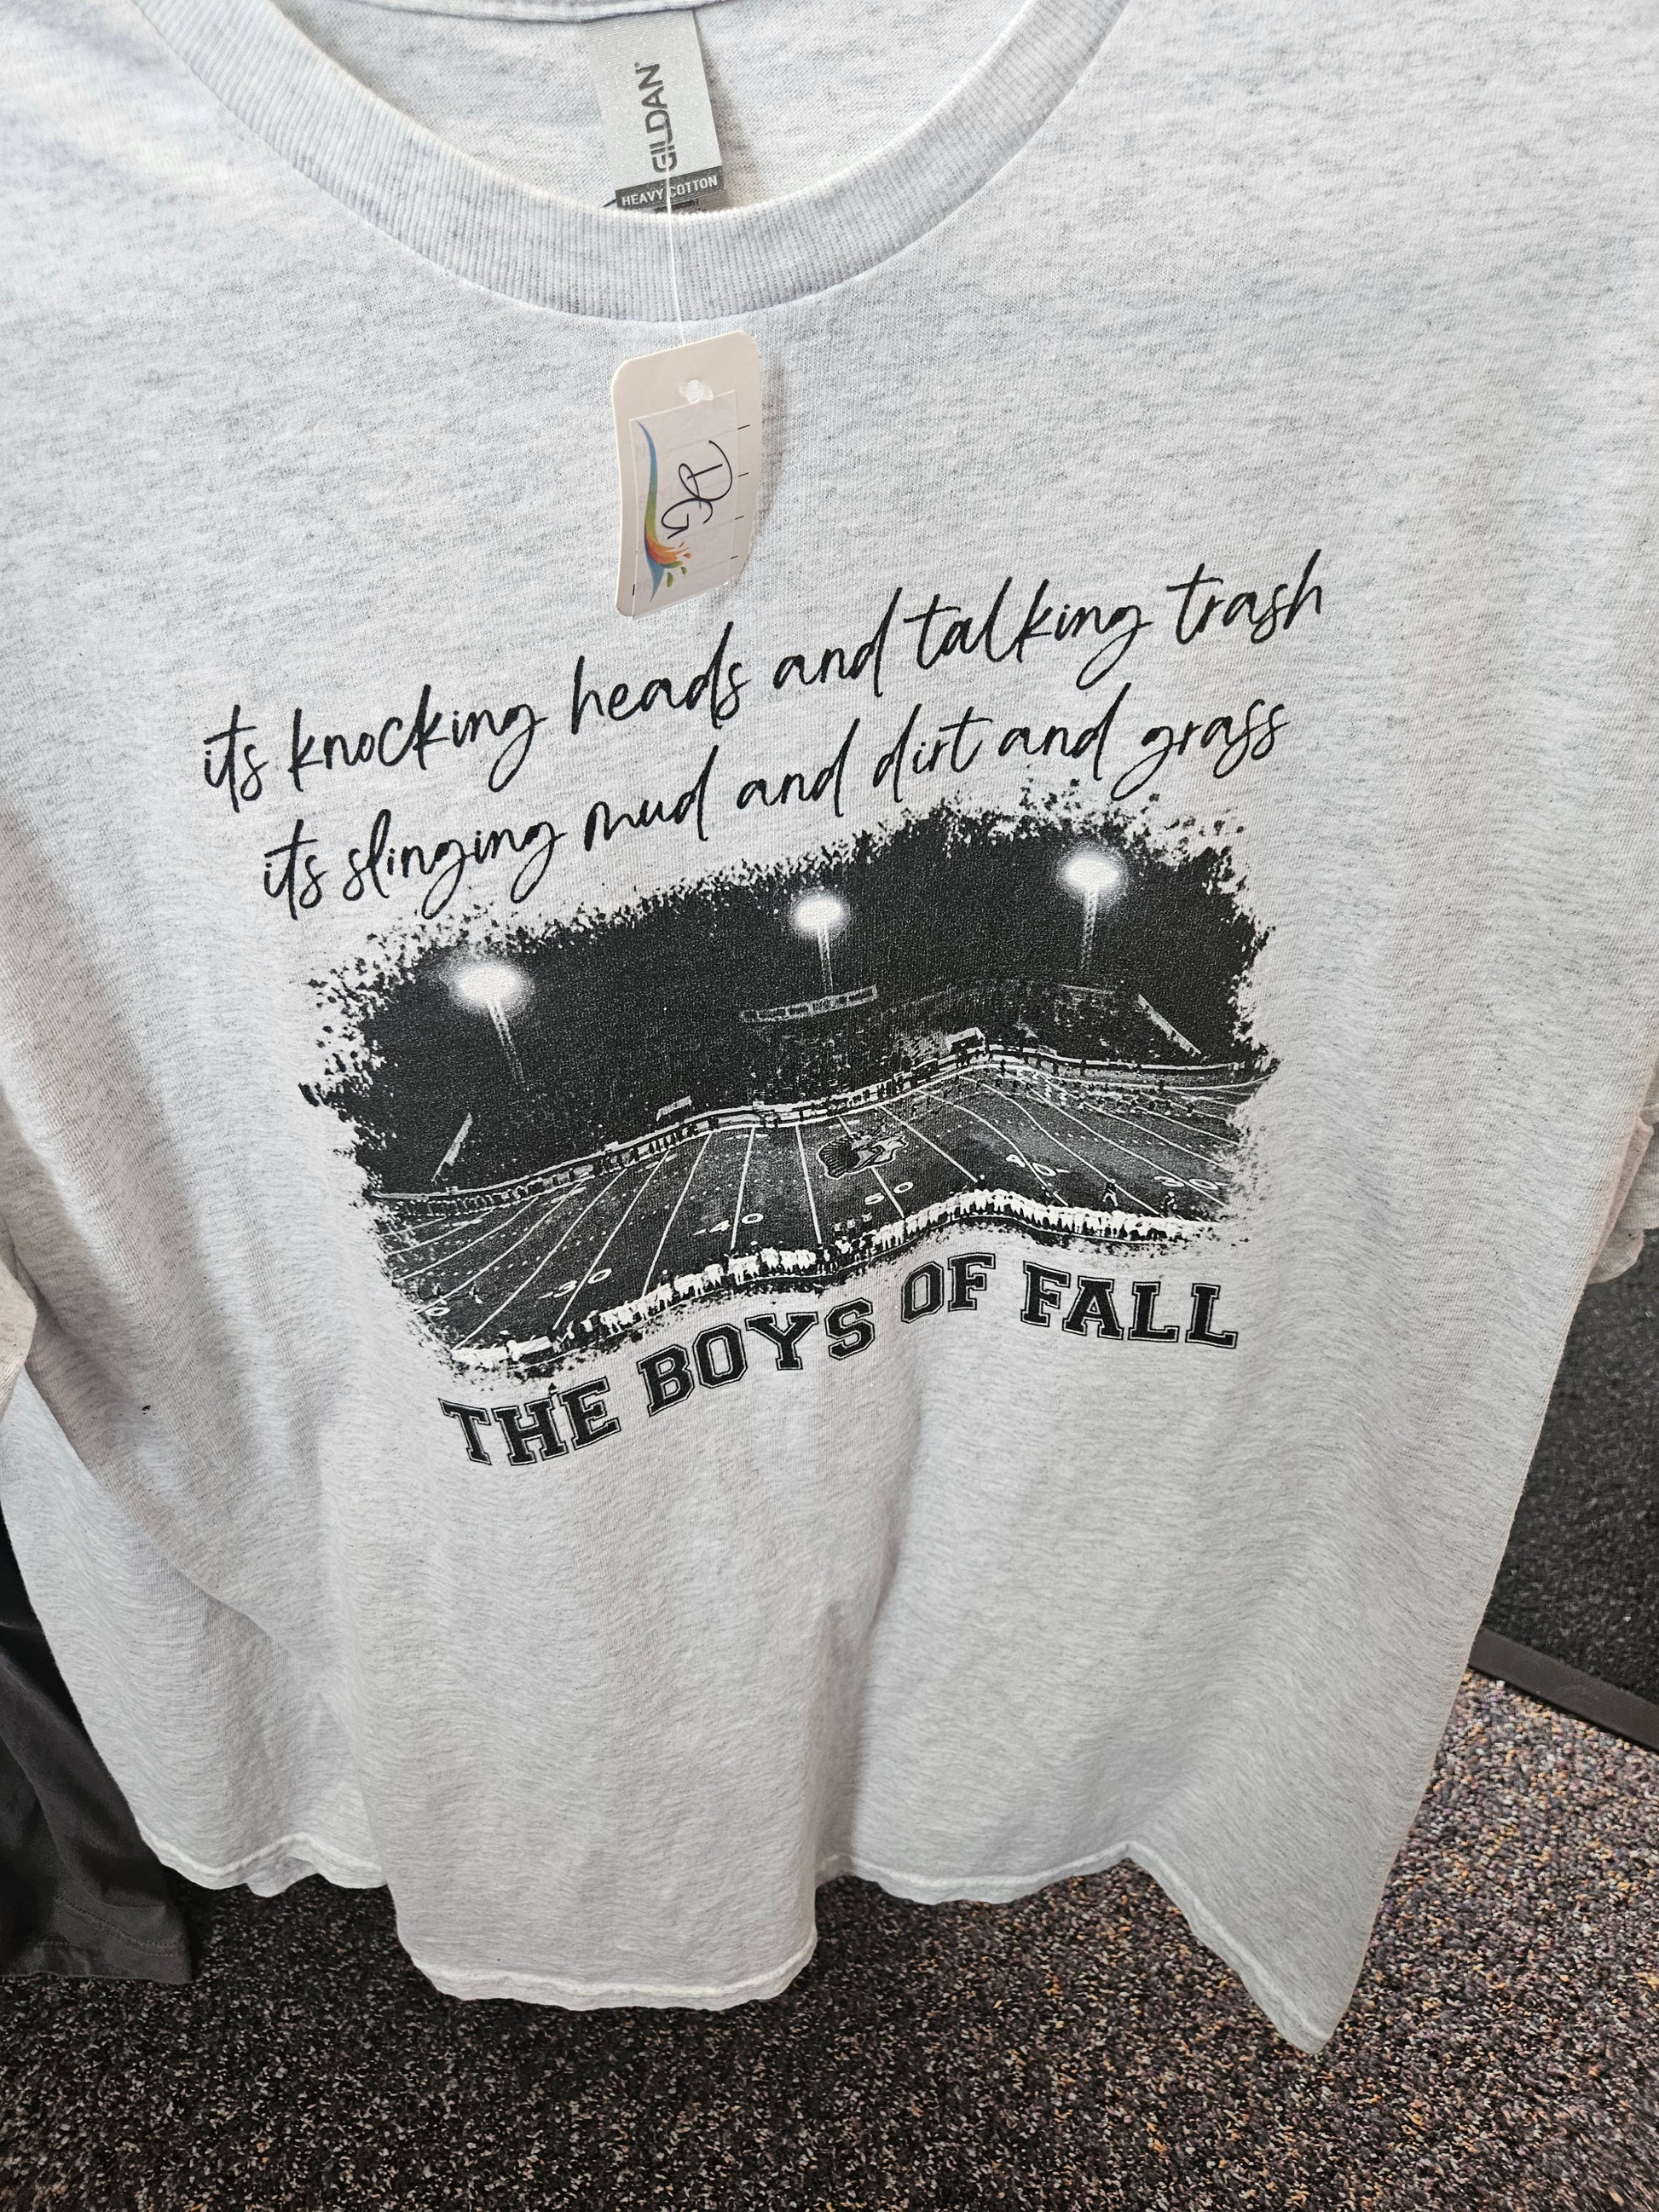 GILDAN
HEAVY COTTON
DG
its knocking heads and talking trash
its slinging mud and dirt and grass
50
40
30
40
30
THE BOYS OF FALL